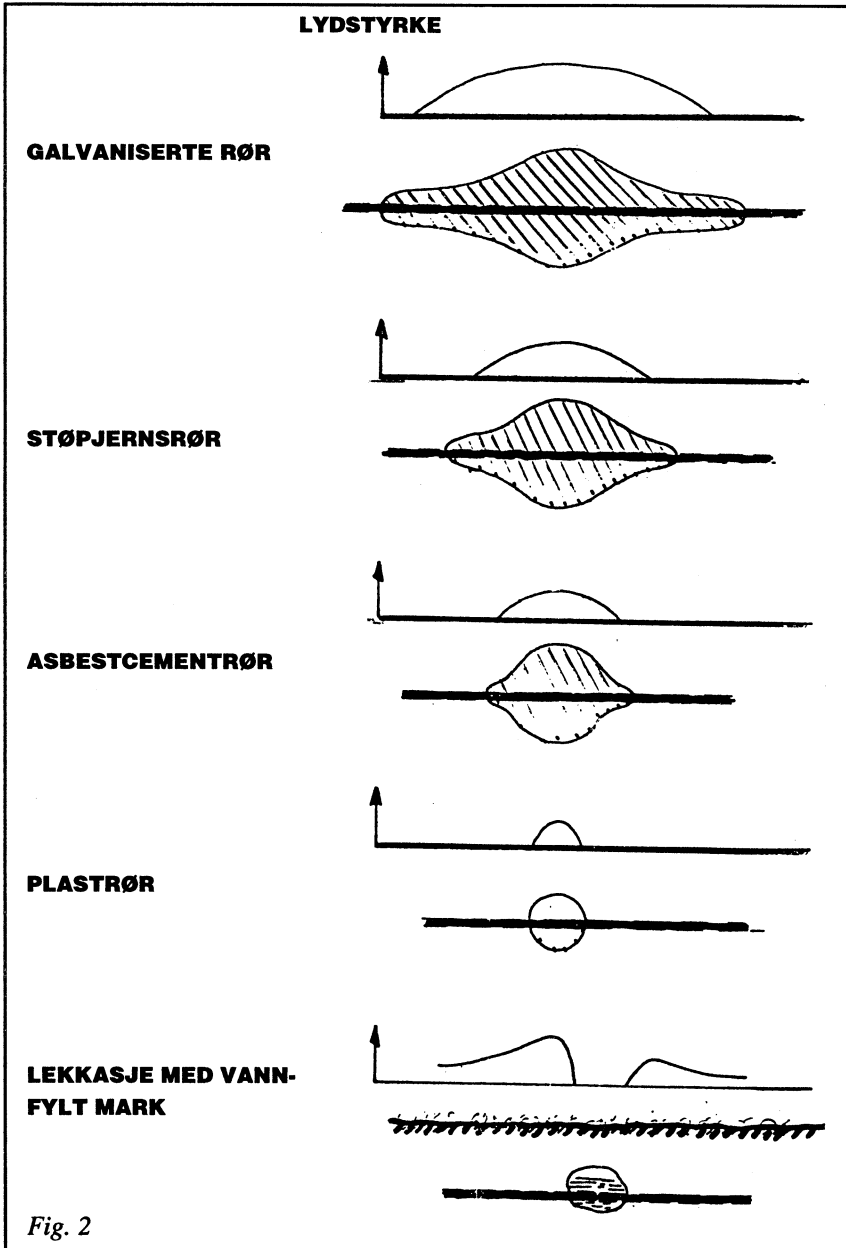 LYDSTYRKE
GALVANISERTE RØR
STØPJERNSRØR
ASBESTCEMENTRØR
PLASTRØR
LEKKASJE MED VANN-
FYLT MARK
Fig. 2